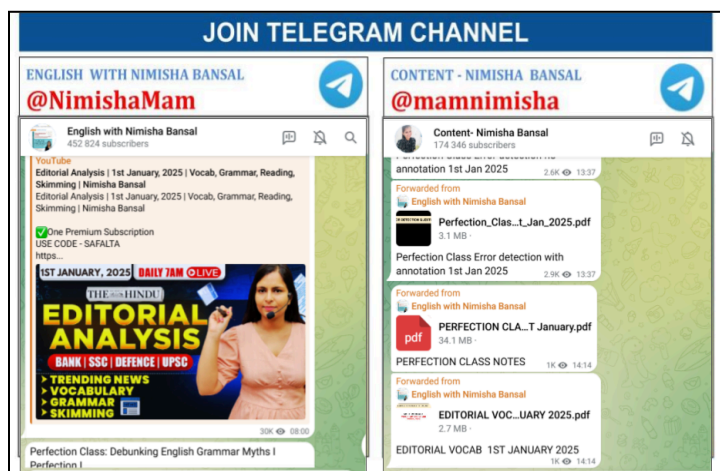 JOIN TELEGRAM CHANNEL
ENGLISH WITH NIMISHA BANSAL
@NimishaMam
English with Nimisha Bansal
452 824 subscribers
YouTube
Editorial Analysis | 1st January, 2025 | Vocab, Grammar, Reading,
Skimming | Nimisha Bansal
Editorial Analysis | 1st January, 2025 | Vocab, Grammar, Reading,
Skimming | Nimisha Bansal
✅One Premium Subscription
USE CODE - SAFALTA
https...
1ST JANUARY, 2025 DAILY 7AM LIVE
THE HINDU
EDITORIAL
ANALYSIS
BANK | SSC | DEFENCE | UPSC
TRENDING NEWS
VOCABULARY
GRAMMAR
SKIMMING
30K 08:00
Perfection Class: Debunking English Grammar Myths I
Perfection I
CONTENT - NIMISHA BANSAL
@mamnimisha
Content- Nimisha Bansal
174 346 subscribers
Perfection Class Error detection no
annotation 1st Jan 2025
2.6K 13:37
Forwarded from
English with Nimisha Bansal
Perfection_Clas...t_Jan_2025.pdf
3.1 MB
Perfection Class Error detection with
annotation 1st Jan 2025
2.9K 13:37
Forwarded from
English with Nimisha Bansal
pdf
PERFECTION CLA...T January.pdf
34.1 MB
PERFECTION CLASS NOTES
1K 14:14
Forwarded from
English with Nimisha Bansal
EDITORIAL VOC...UARY 2025.pdf
2.7 MB
EDITORIAL VOCAB 1ST JANUARY 2025
1K 14:14